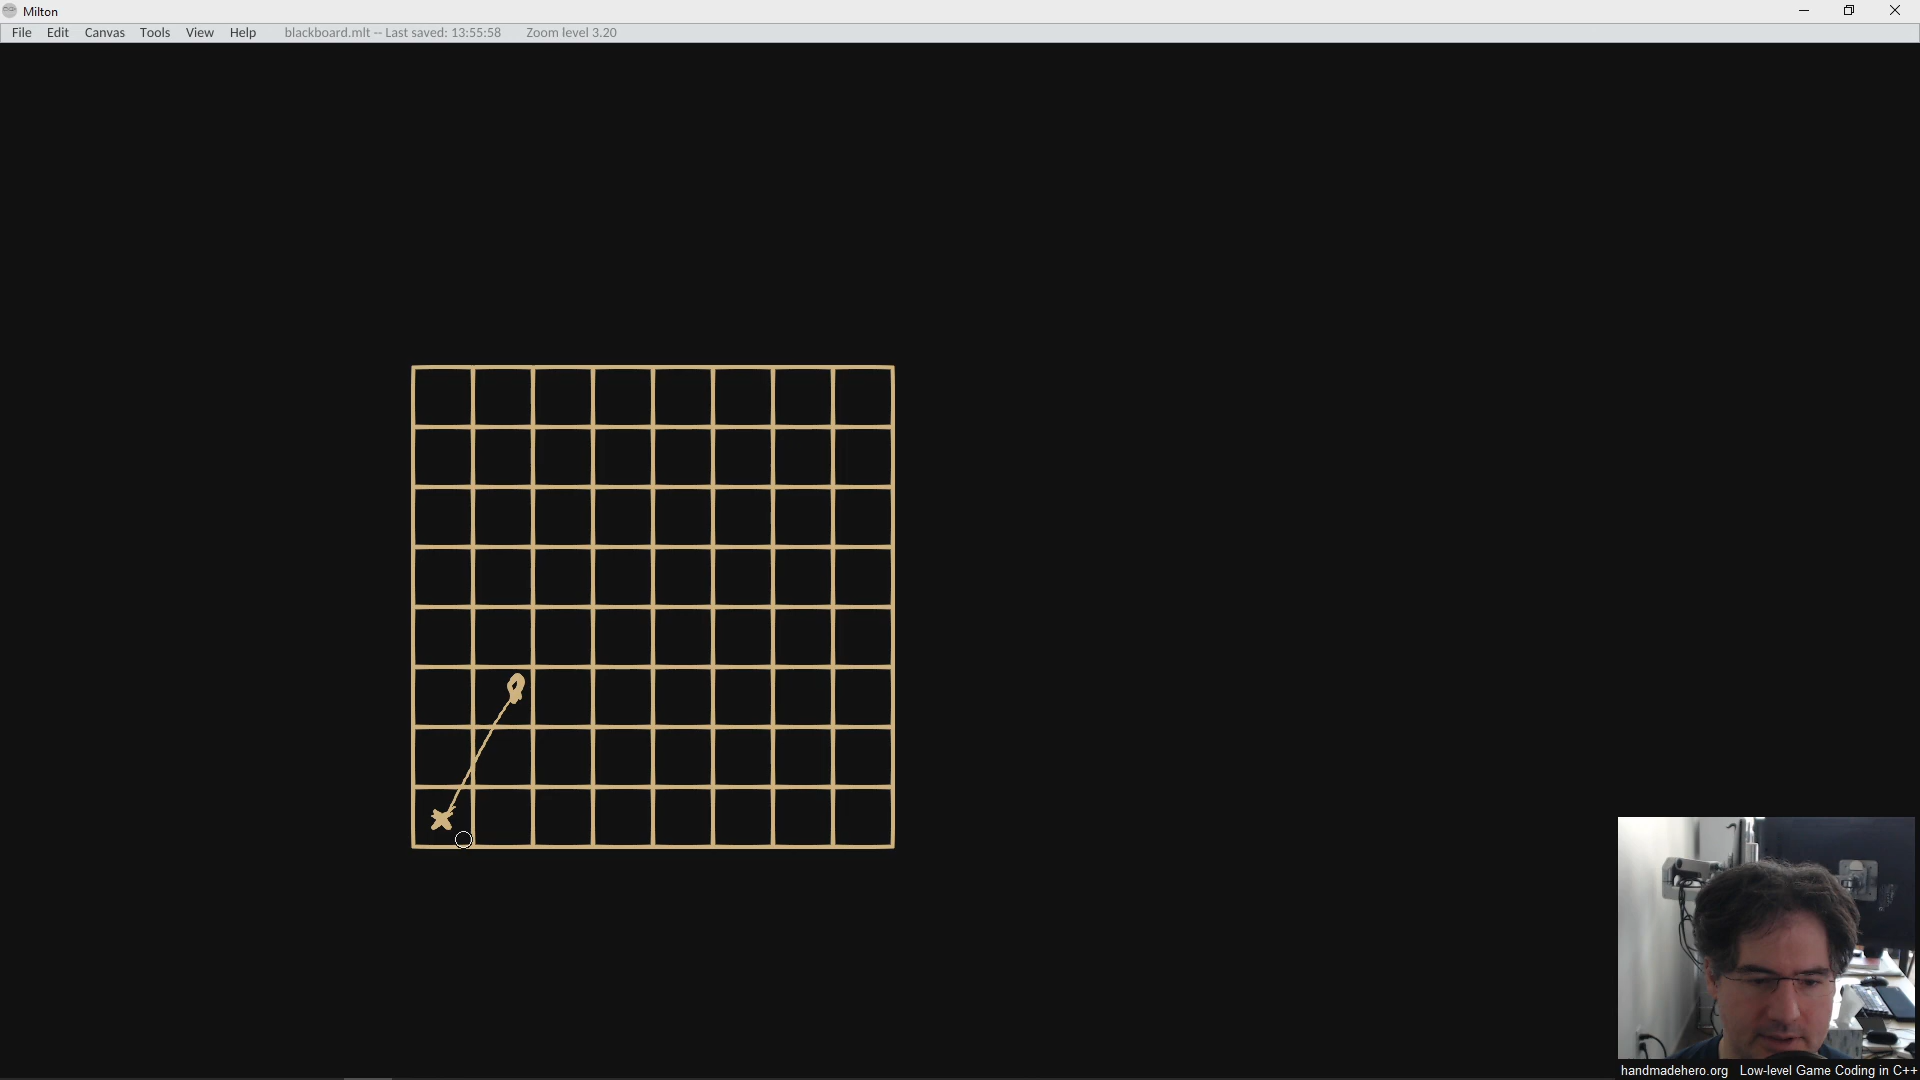 Milton
File Edit Canvas Tools View Help blackboard.mlt -- Last saved: 13:55:58 Zoom level 3.20
handmadehero.org Low-level Game Coding in C++